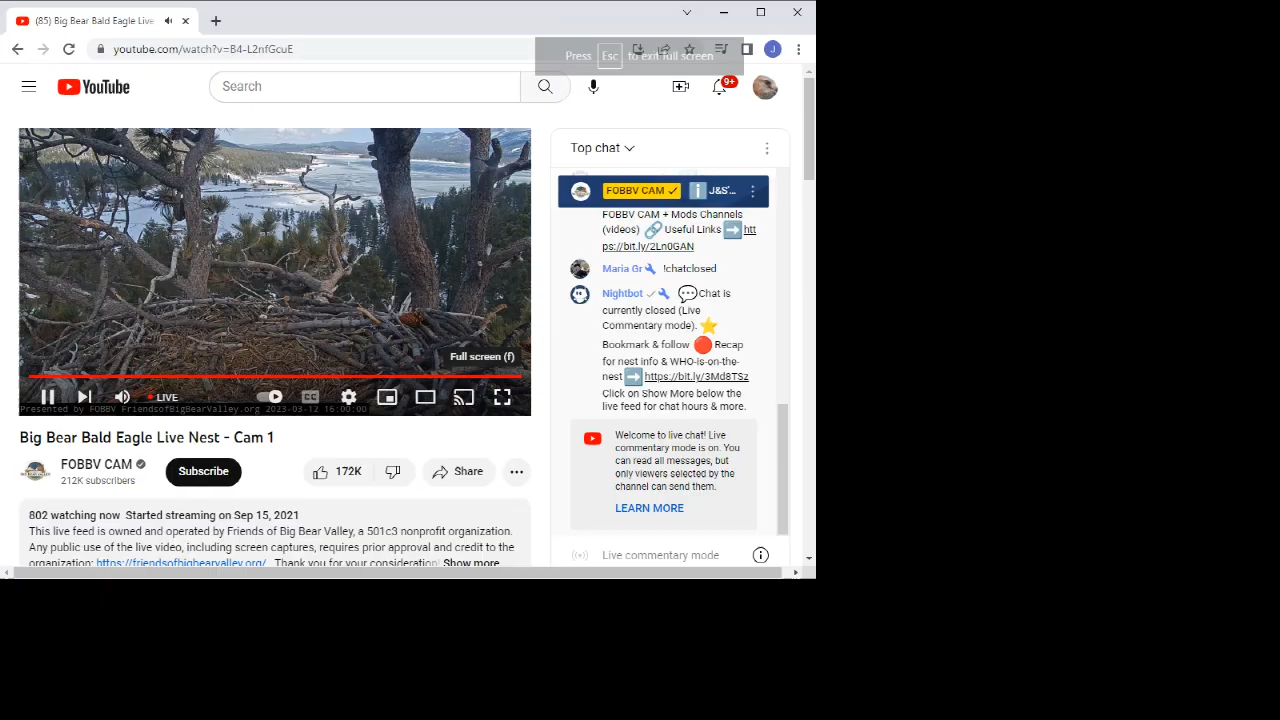 (85) Big Bear Bald Eagle Live
youtube.com/watch?v=B4-L2nfGcuE
Press Esc to exit full screen
YouTube
Search
9+
J
Top chat
FOBBV CAM
J&S'...
FOBBV CAM + Mods Channels
(videos) 🔗 Useful Links ➡️ htt
ps://bit.ly/2Ln0GAN
Maria Gr !chatclosed
Nightbot 💬Chat is
currently closed (Live
Commentary mode). ⭐
Bookmark & follow 🔴 Recap
for nest info & WHO-is-on-the-
nest ➡️ https://bit.ly/3Md8TSz
Click on Show More below the
live feed for chat hours & more.
Welcome to live chat! Live
commentary mode is on. You
can read all messages, but
only viewers selected by the
channel can send them.
LEARN MORE
Live commentary mode
Full screen (f)
LIVE
CC
Presented by FOBBV FriendsofBigBearValley.org 2023-03-12 16:00:00
Big Bear Bald Eagle Live Nest - Cam 1
FOBBV CAM
212K subscribers
Subscribe
172K
Share
802 watching now Started streaming on Sep 15, 2021
This live feed is owned and operated by Friends of Big Bear Valley, a 501c3 nonprofit organization.
Any public use of the live video, including screen captures, requires prior approval and credit to the
organization: https://friendsofbigbearvalley.org/ Thank you for your consideration! Show more